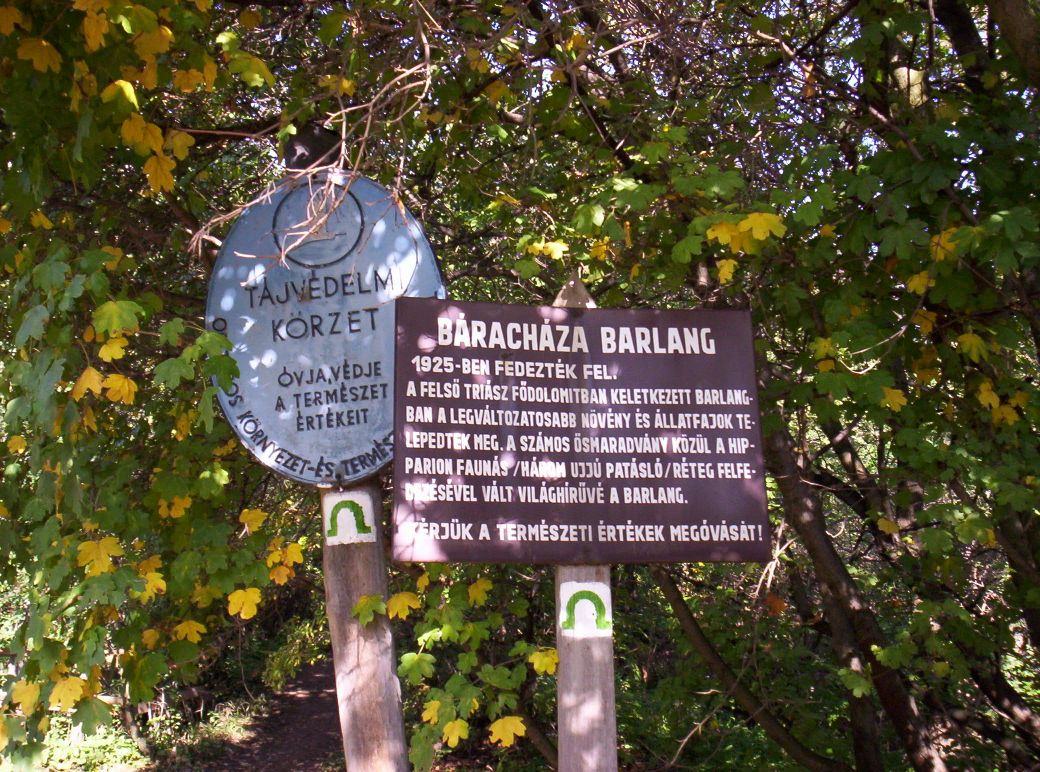 TÁJVÉDELMI
KÖRZET
ÓVJA, VÉDJE
A TERMÉSZET
ÉRTÉKEIT
OS KÖRNYEZET-ÉS TERMÉSZ
BÁRACHÁZA BARLANG
1925-BEN FEDEZTÉK FEL.
A FELSŐ TRIÁSZ FŐDOLOMITBAN KELETKEZETT BARLANG-
BAN A LEGVÁLTOZATOSABB NÖVÉNY ÉS ÁLLATFAJOK TE-
LEPEDTEK MEG. A SZÁMOS ŐSMARADVÁNY KÖZÜL A HIP-
PARION FAUNÁS /HÁROM UJJÚ PATÁSLÓ/ RÉTEG FELFE-
DEZÉSÉVEL VÁLT VILÁGHÍRŰVÉ A BARLANG.
KÉRJÜK A TERMÉSZETI ÉRTÉKEK MEGÓVÁSÁT!